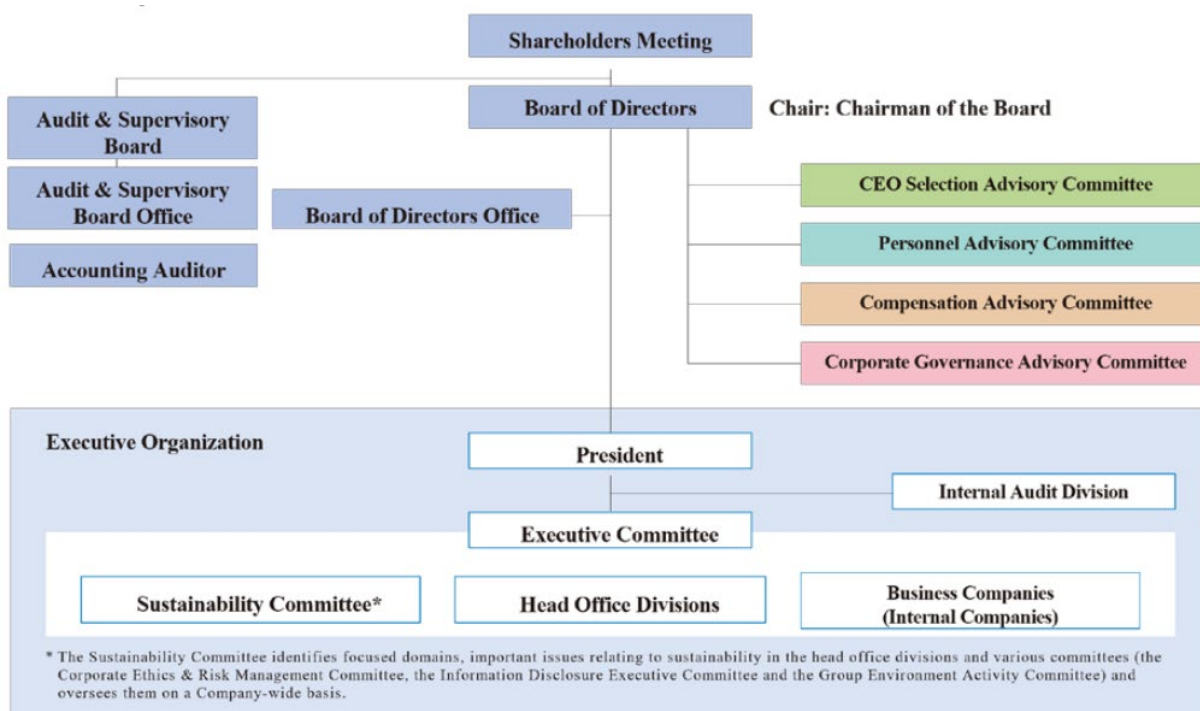 Shareholders Meeting
Board of Directors
Chair: Chairman of the Board
Audit & Supervisory
Board
Audit & Supervisory
Board Office
Accounting Auditor
Board of Directors Office
CEO Selection Advisory Committee
Personnel Advisory Committee
Compensation Advisory Committee
Corporate Governance Advisory Committee
Executive Organization
President
Internal Audit Division
Executive Committee
Sustainability Committee*
Head Office Divisions
Business Companies
(Internal Companies)
* The Sustainability Committee identifies focused domains, important issues relating to sustainability in the head office divisions and various committees (the
Corporate Ethics & Risk Management Committee, the Information Disclosure Executive Committee and the Group Environment Activity Committee) and
oversees them on a Company-wide basis.